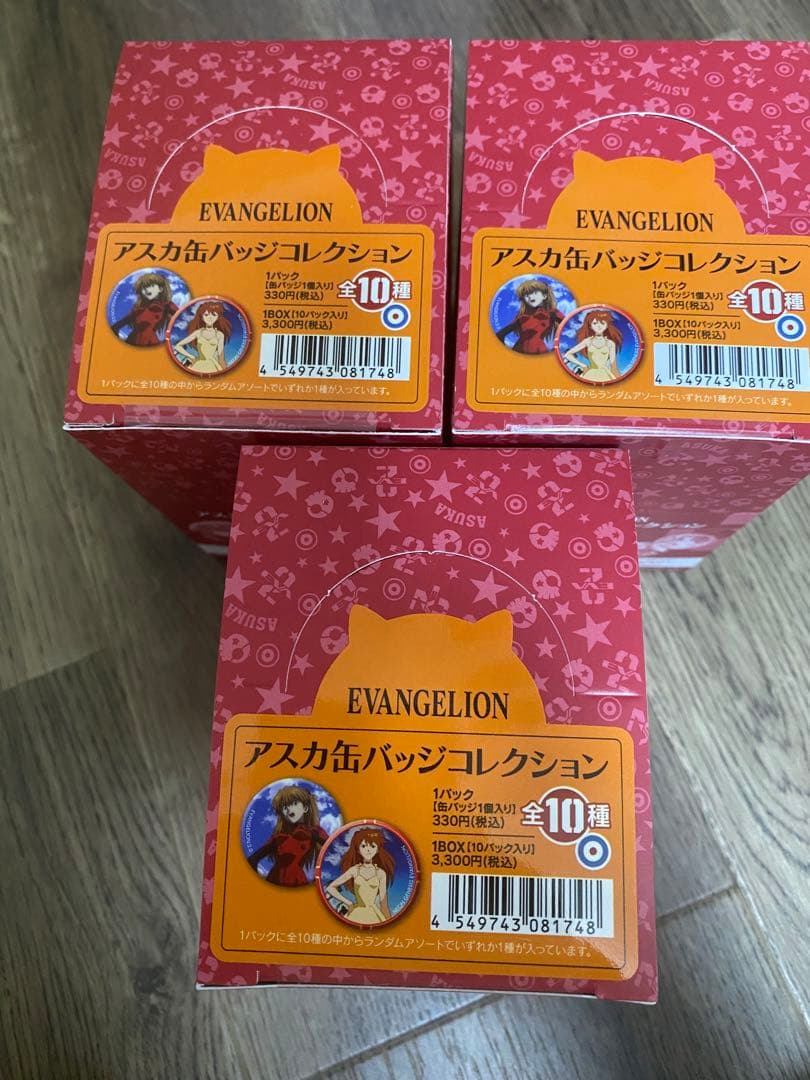 ASUKA
ASUKA
EVANGELION
アスカ缶バッジコレクション
1パック
【缶バッジ1個入り】
330円(税込)
全10種
1BOX【10パック入り】
3,300円(税込)
4 549743 081748
1パックに全10種の中からランダムアソートでいずれか1種が入っています。
ASUKA
ASUKA
EVANGELION
アスカ缶バッジコレクション
1パック
【缶バッジ1個入り】
330円(税込)
全10種
1BOX【10パック入り】
3,300円(税込)
4 549743 081748
1パックに全10種の中からランダムアソートでいずれか1種が入っています。
ASUKA
ASUKA
EVANGELION
アスカ缶バッジコレクション
1パック
【缶バッジ1個入り】
330円(税込)
全10種
1BOX【10パック入り】
3,300円(税込)
4 549743 081748
1パックに全10種の中からランダムアソートでいずれか1種が入っています。